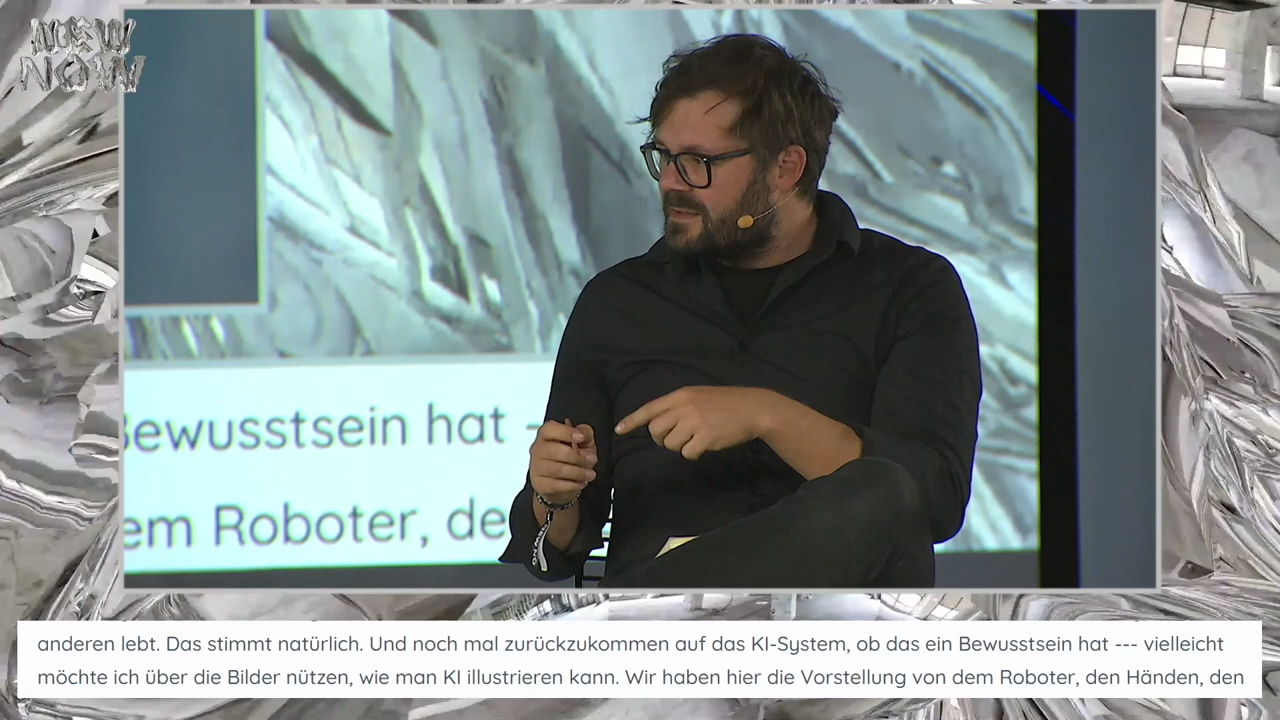 NEW
NOW
Bewusstsein hat -
em Roboter, de
anderen lebt. Das stimmt natürlich. Und noch mal zurückzukommen auf das KI-System, ob das ein Bewusstsein hat --- vielleicht
möchte ich über die Bilder nützen, wie man KI illustrieren kann. Wir haben hier die Vorstellung von dem Roboter, den Händen, den